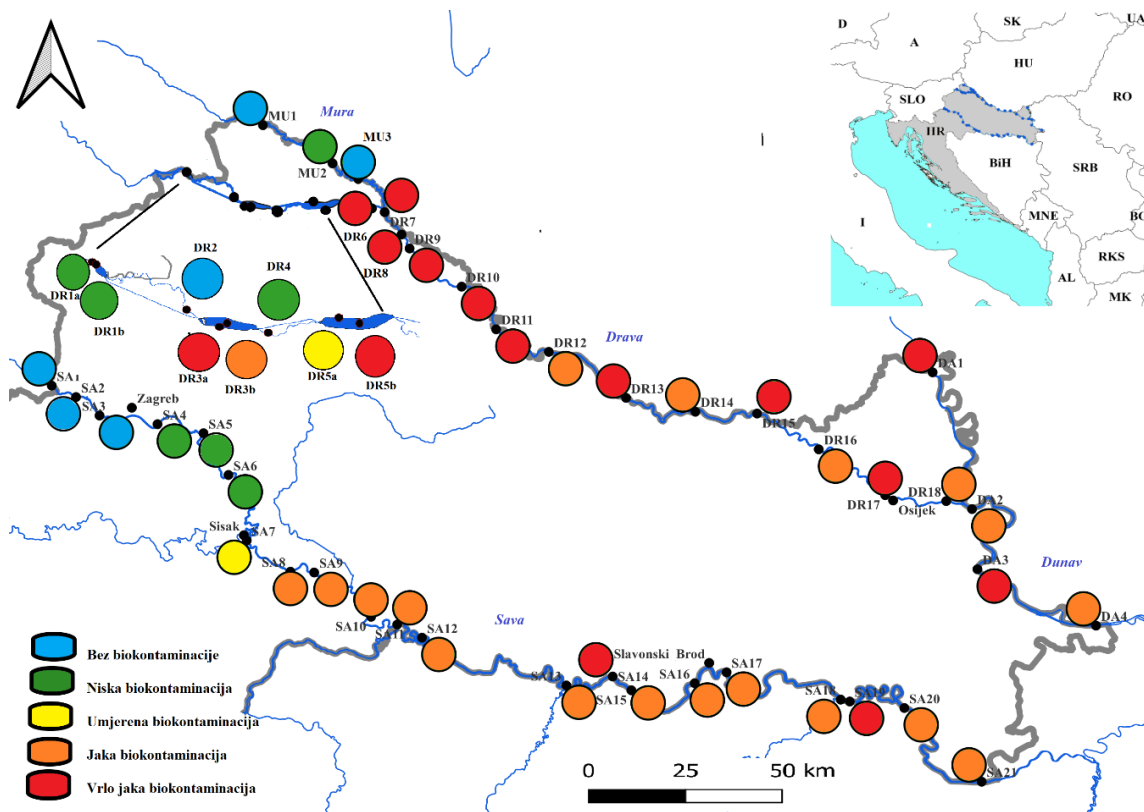 MU1
Mura
MU2
MU3
DR6
DR7
DR8
DR9
DR10
DR11
DR12
Drava
DR13
DR14
DR15
DR16
DR17
DR18
Osijek
DA1
DA2
DA3
Dunav
DA4
DR1a
DR1b
DR2
DR4
DR3a
DR3b
DR5a
DR5b
SA1
SA2
SA3
Zagreb
SA4
SA5
SA6
Sisak
SA7
SA8
SA9
SA10
SA11
SA12
Sava
SA13
Slavonski Brod
SA14
SA15
SA16
SA17
SA18
SA19
SA20
SA21
D
A
SK
UA
HU
SLO
RO
HR
BiH
SRB
I
MNE
BG
RKS
AL
MK
Bez biokontaminacije
Niska biokontaminacija
Umjerena biokontaminacija
Jaka biokontaminacija
Vrlo jaka biokontaminacija
0 25 50 km